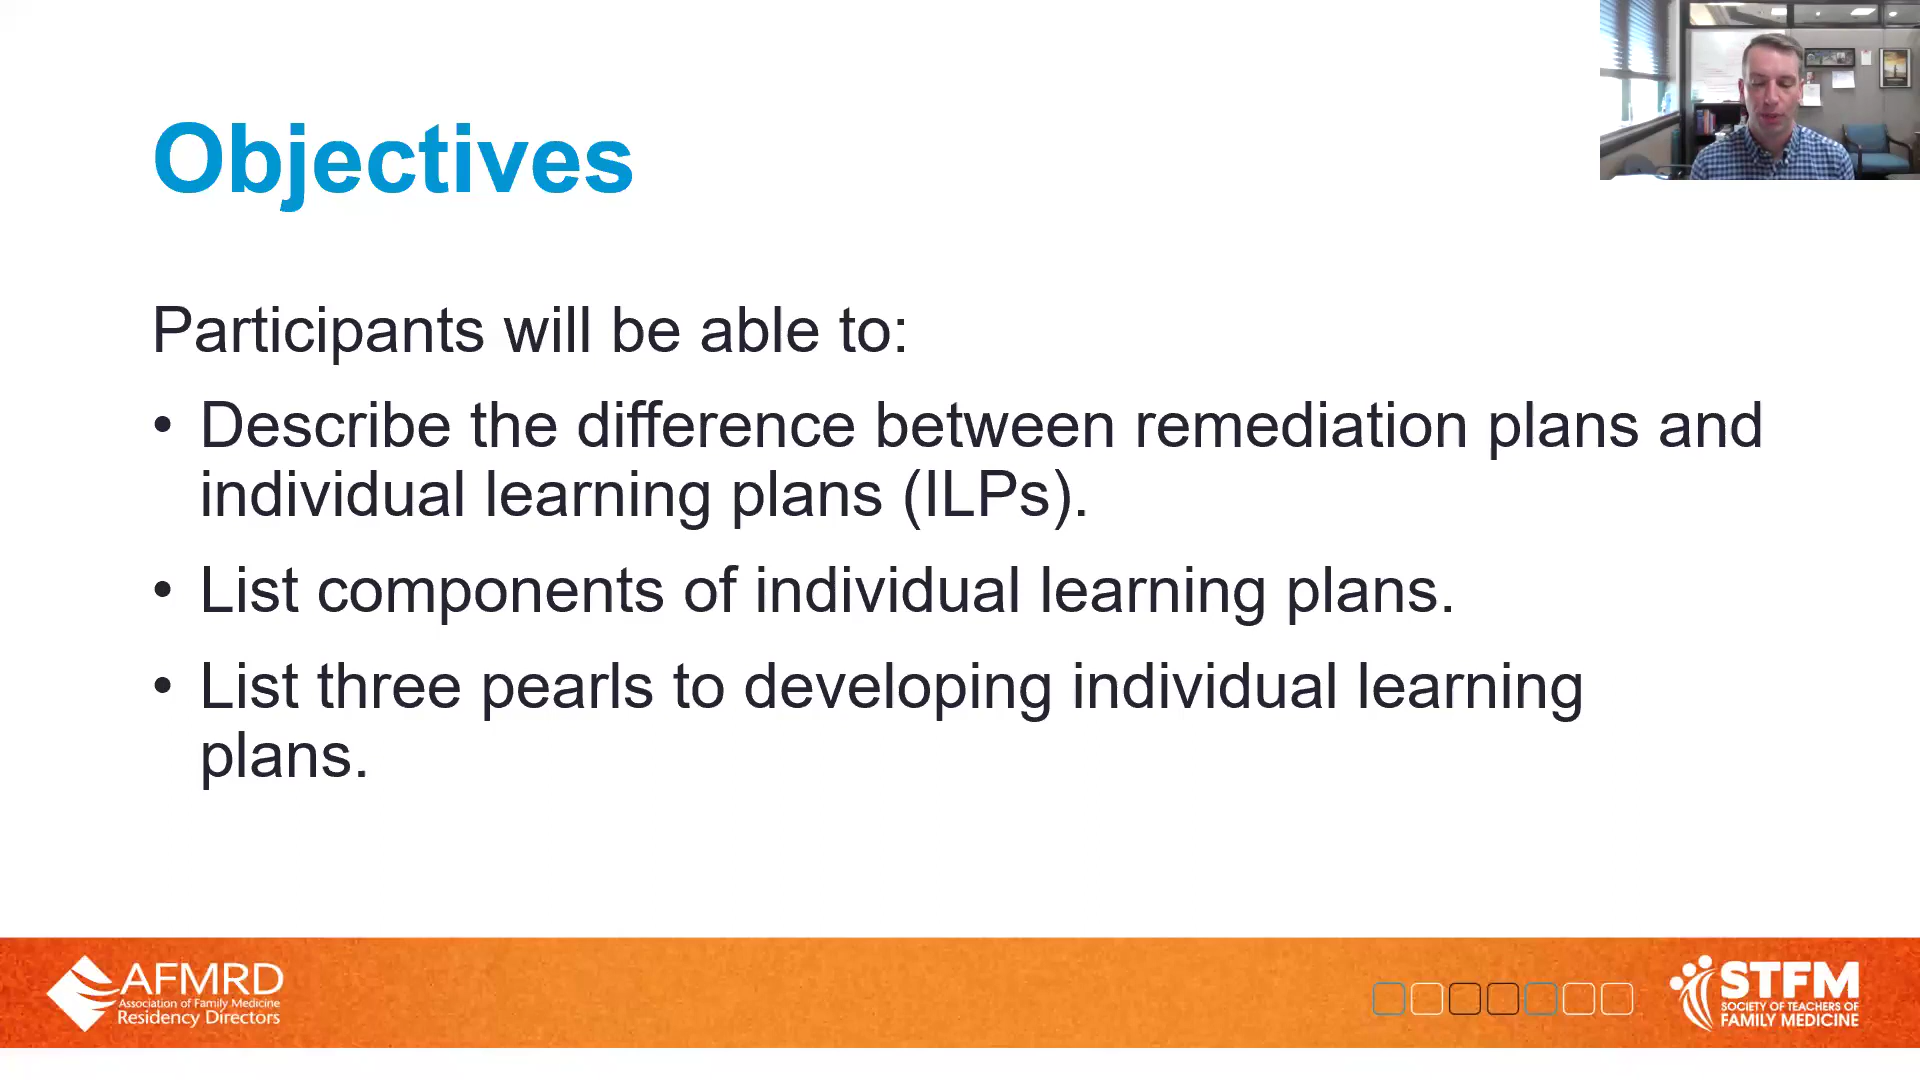 Objectives
Participants will be able to:
• Describe the difference between remediation plans and
individual learning plans (ILPs).
• List components of individual learning plans.
• List three pearls to developing individual learning
plans.
AFMRD
Association of Family Medicine
Residency Directors
STFM
SOCIETY OF TEACHERS OF
FAMILY MEDICINE